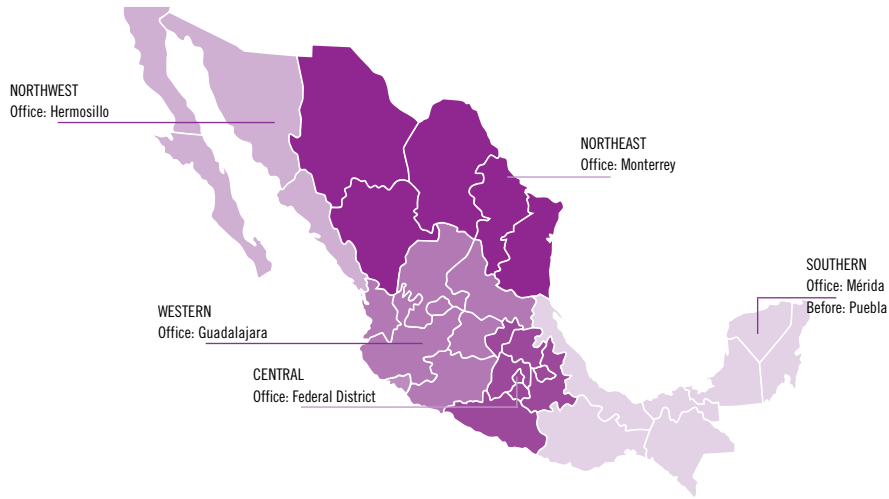 NORTHWEST
Office: Hermosillo
NORTHEAST
Office: Monterrey
SOUTHERN
Office: Mérida
Before: Puebla
WESTERN
Office: Guadalajara
CENTRAL
Office: Federal District